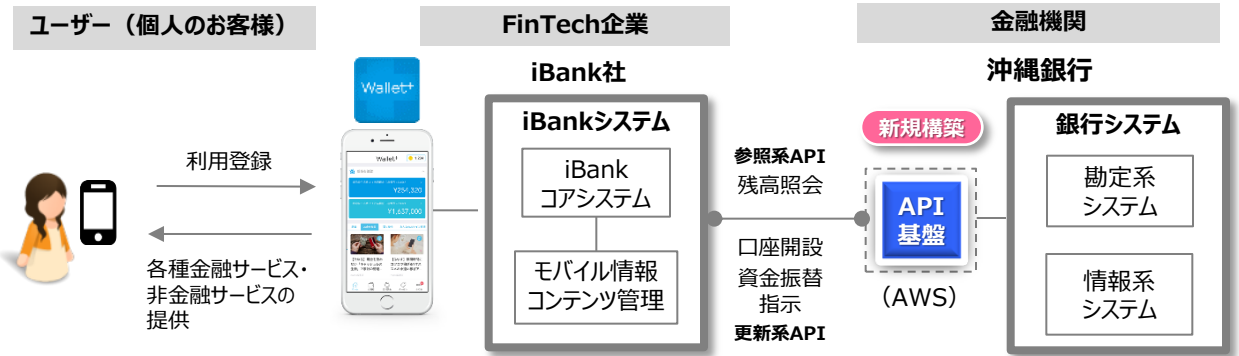 ユーザー（個人のお客様）
FinTech企業
金融機関
iBank社
沖縄銀行
Wallet+
iBankシステム
iBank
コアシステム
モバイル情報
コンテンツ管理
利用登録
各種金融サービス・
非金融サービスの
提供
Wallet+
¥284,320
¥1,637,000
参照系API
残高照会
口座開設
資金振替
指示
更新系API
新規構築
API
基盤
（AWS）
銀行システム
勘定系
システム
情報系
システム